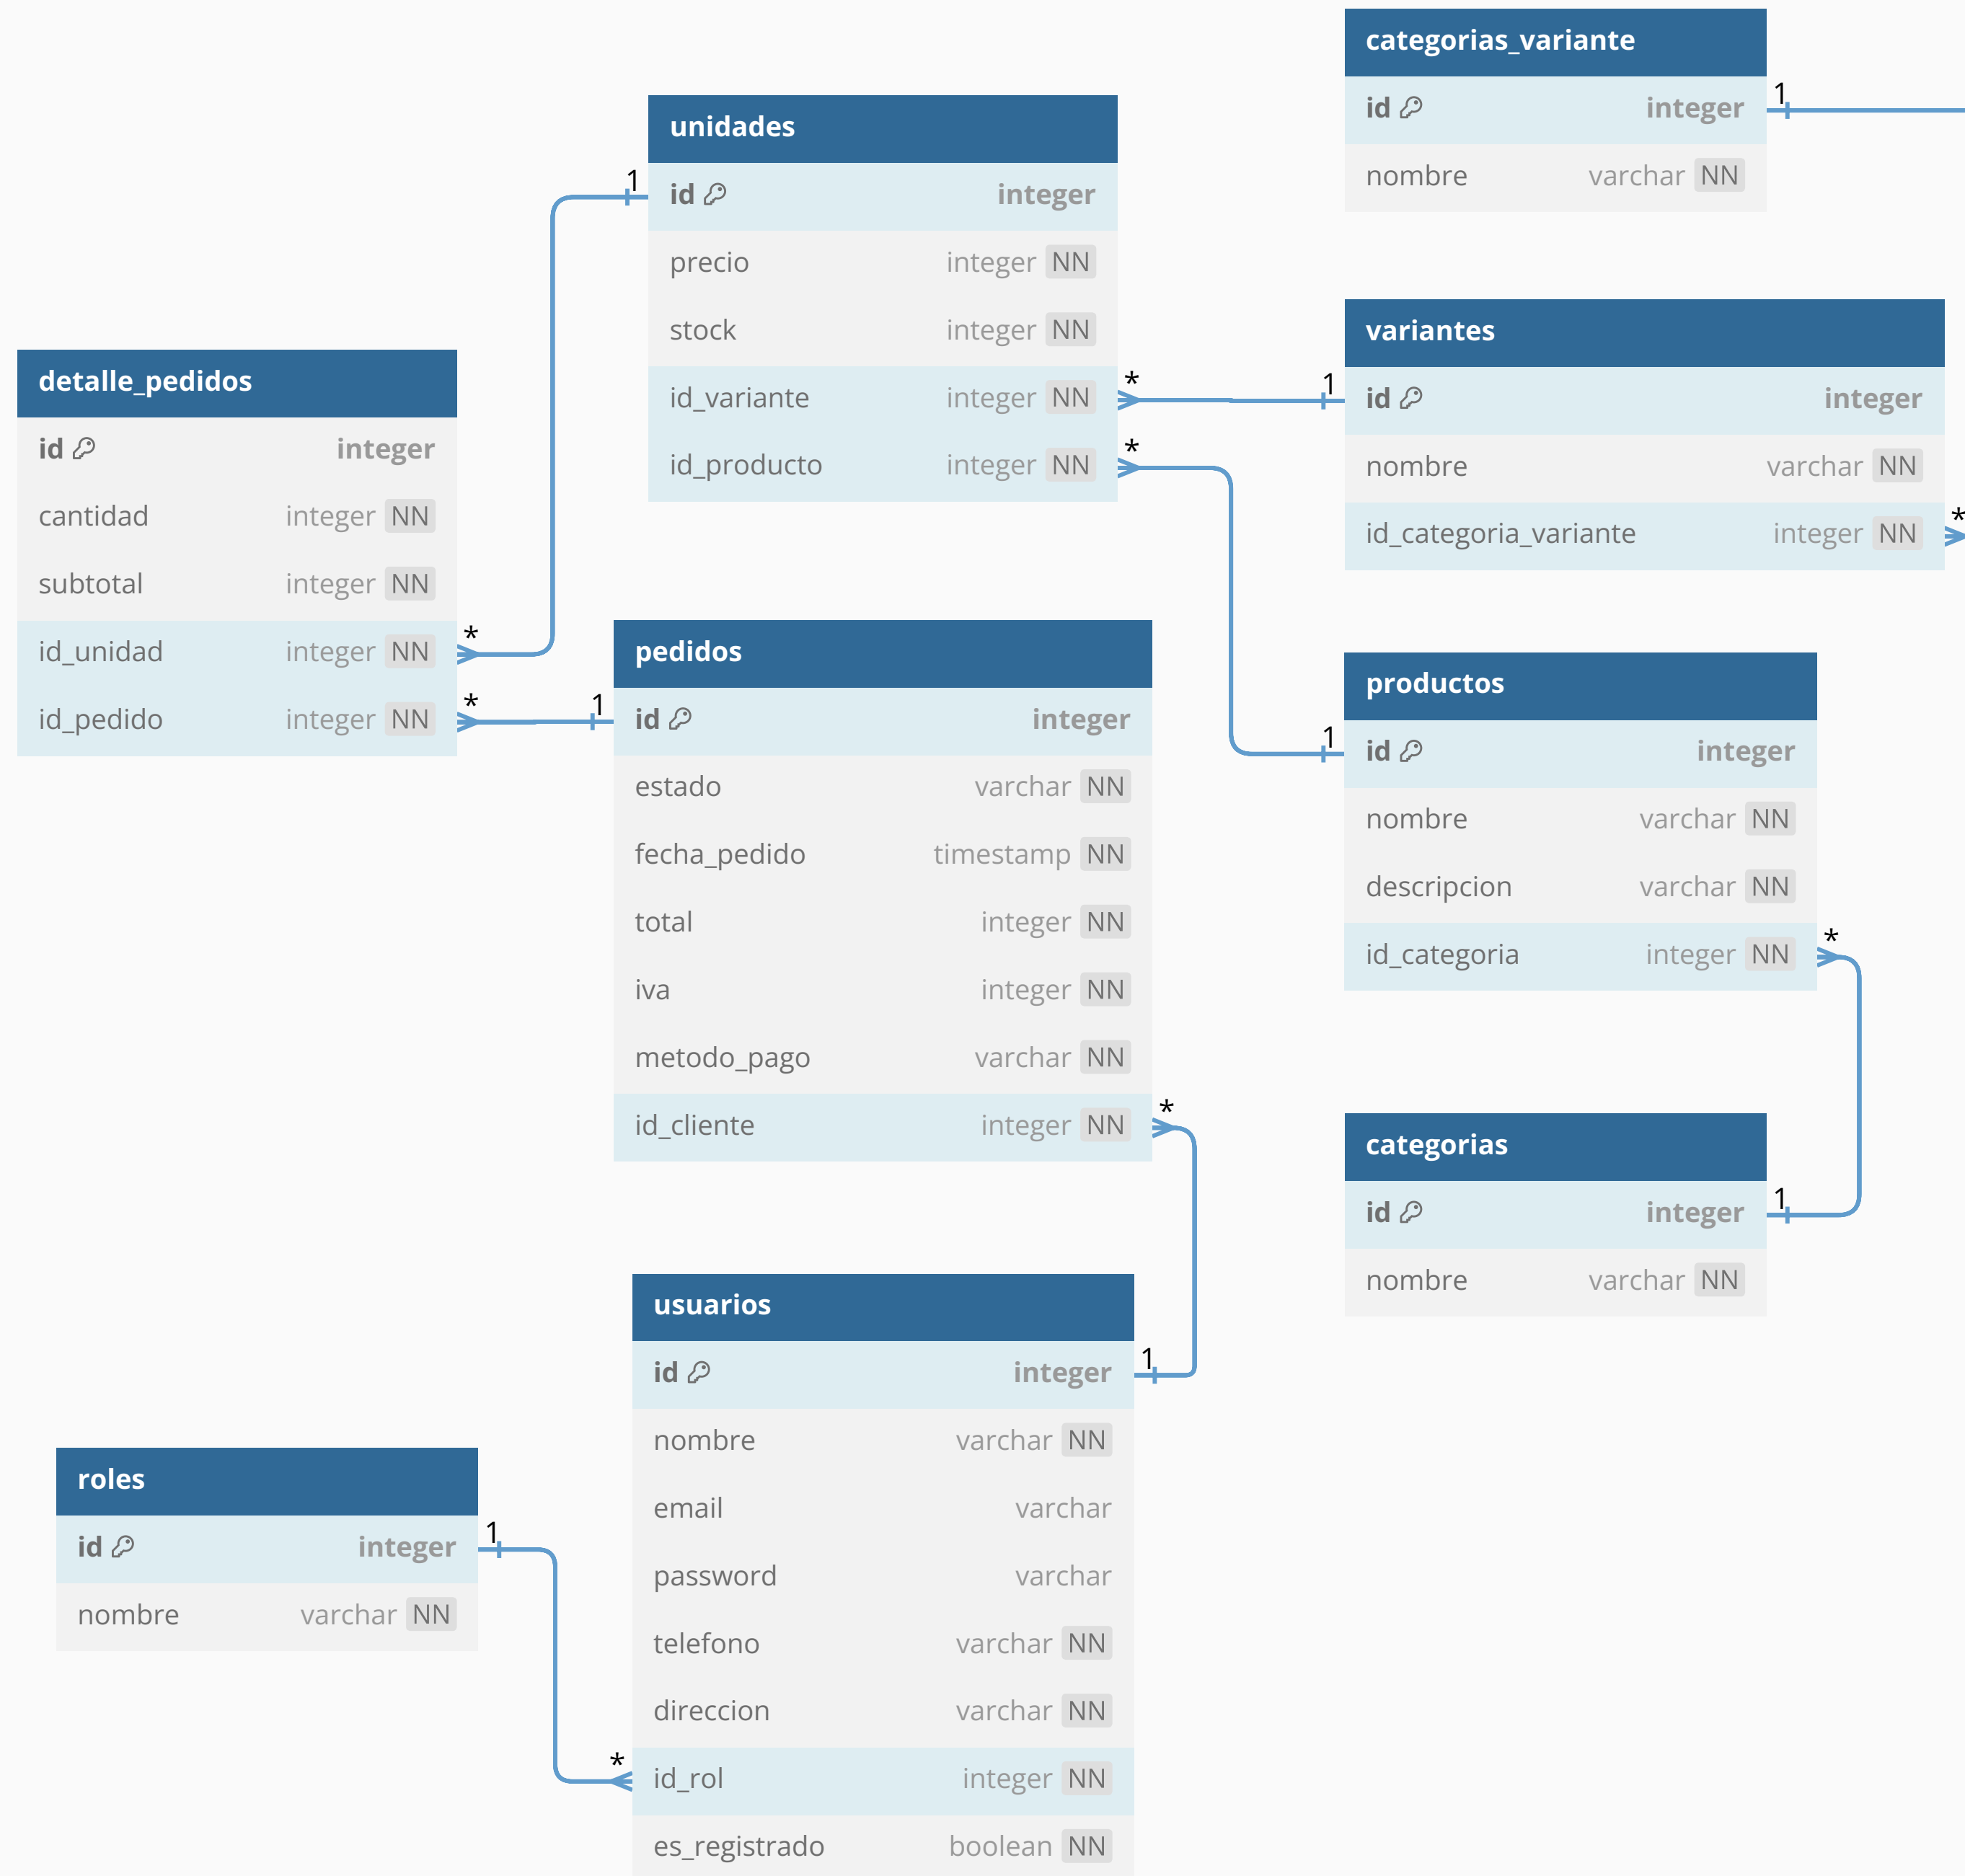 categorias_variante
id integer
nombre varchar NN
1
unidades
id integer
precio integer NN
stock integer NN
id_variante integer NN
id_producto integer NN
1
*
*
variantes
id integer
nombre varchar NN
id_categoria_variante integer NN
1
*
detalle_pedidos
id integer
cantidad integer NN
subtotal integer NN
id_unidad integer NN
id_pedido integer NN
*
*
pedidos
id integer
estado varchar NN
fecha_pedido timestamp NN
total integer NN
iva integer NN
metodo_pago varchar NN
id_cliente integer NN
1
*
productos
id integer
nombre varchar NN
descripcion varchar NN
id_categoria integer NN
1
*
categorias
id integer
nombre varchar NN
1
usuarios
id integer
nombre varchar NN
email varchar
password varchar
telefono varchar NN
direccion varchar NN
id_rol integer NN
es_registrado boolean NN
1
*
roles
id integer
nombre varchar NN
1